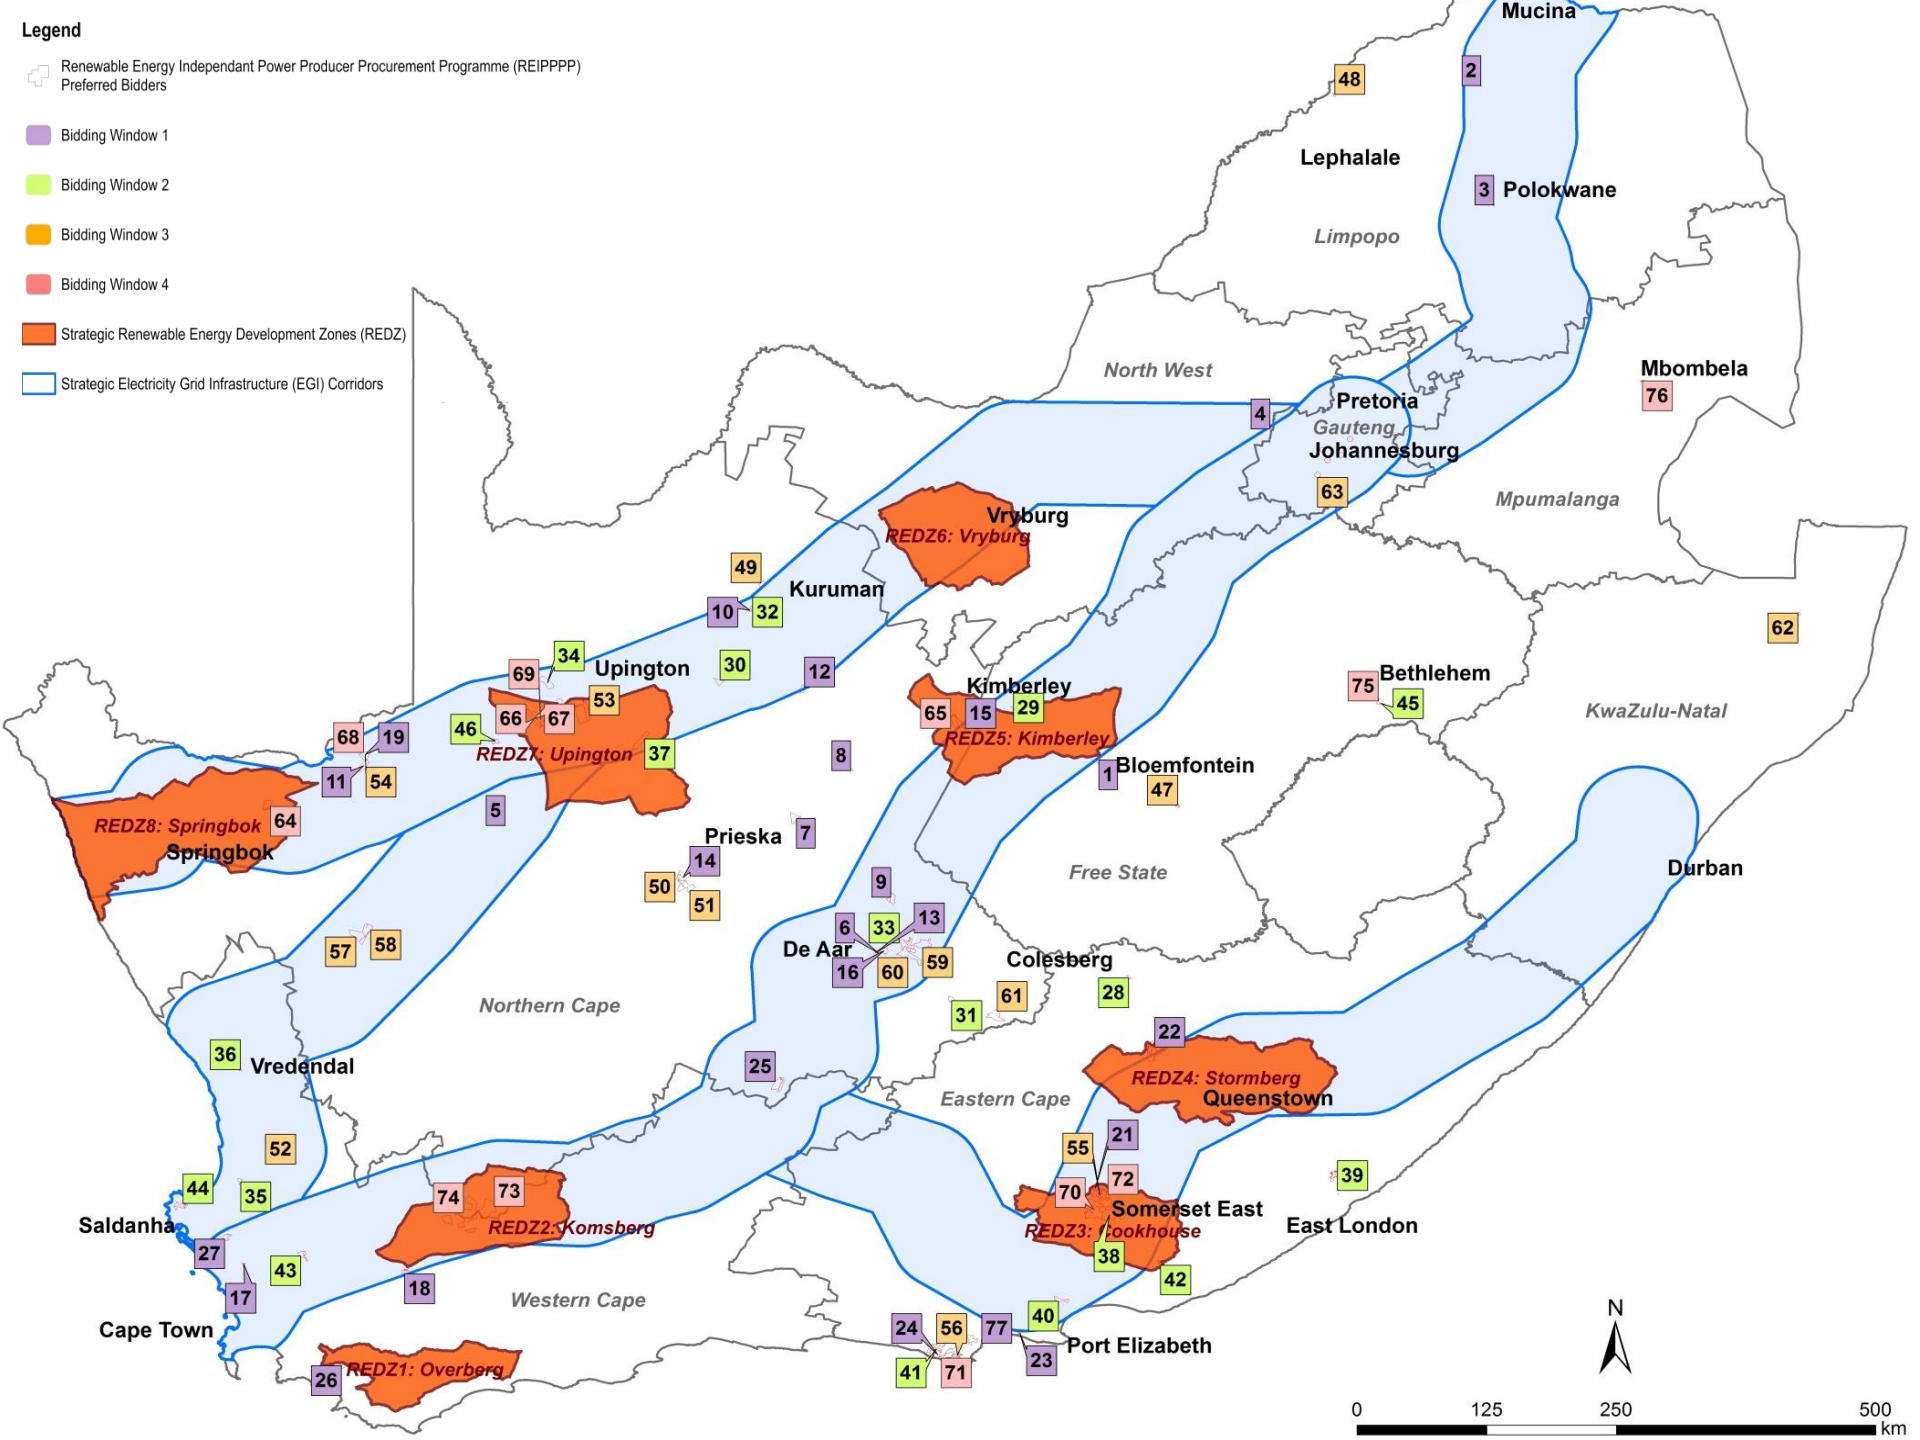 Legend
Renewable Energy Independant Power Producer Procurement Programme (REIPPPP)
Preferred Bidders
Bidding Window 1
Bidding Window 2
Bidding Window 3
Bidding Window 4
Strategic Renewable Energy Development Zones (REDZ)
Strategic Electricity Grid Infrastructure (EGI) Corridors
Mucina
2
48
Lephalale
3 Polokwane
Limpopo
North West
Mbombela
76
4
Pretoria
Gauteng
Johannesburg
63
Mpumalanga
Vryburg
REDZ6: Vryburg
49
Kuruman
10 32
62
34
69
Upington
30
12
53
66 67
46
REDZ7: Upington
37
Kimberley
65 15 29
REDZ5: Kimberley
75
Bethlehem
45
KwaZulu-Natal
68 19
11 54
8
1
Bloemfontein
47
5
64
REDZ8: Springbok
Springbok
Prieska
7
14
50
51
9
Free State
Durban
57 58
6 33 13
De Aar
16 60 59
Colesberg
61
28
31
Northern Cape
36
Vredendal
25
22
REDZ4: Stormberg
Queenstown
Eastern Cape
52
55 21
44
35
74 73
70 72
39
Saldanha
REDZ2: Komsberg
Somerset East
REDZ3: Cookhouse
East London
27
43
38
42
17
18
Western Cape
40
Cape Town
24 56 77
Port Elizabeth
23
41 71
26
REDZ1: Overberg
N
0 125 250 500
km